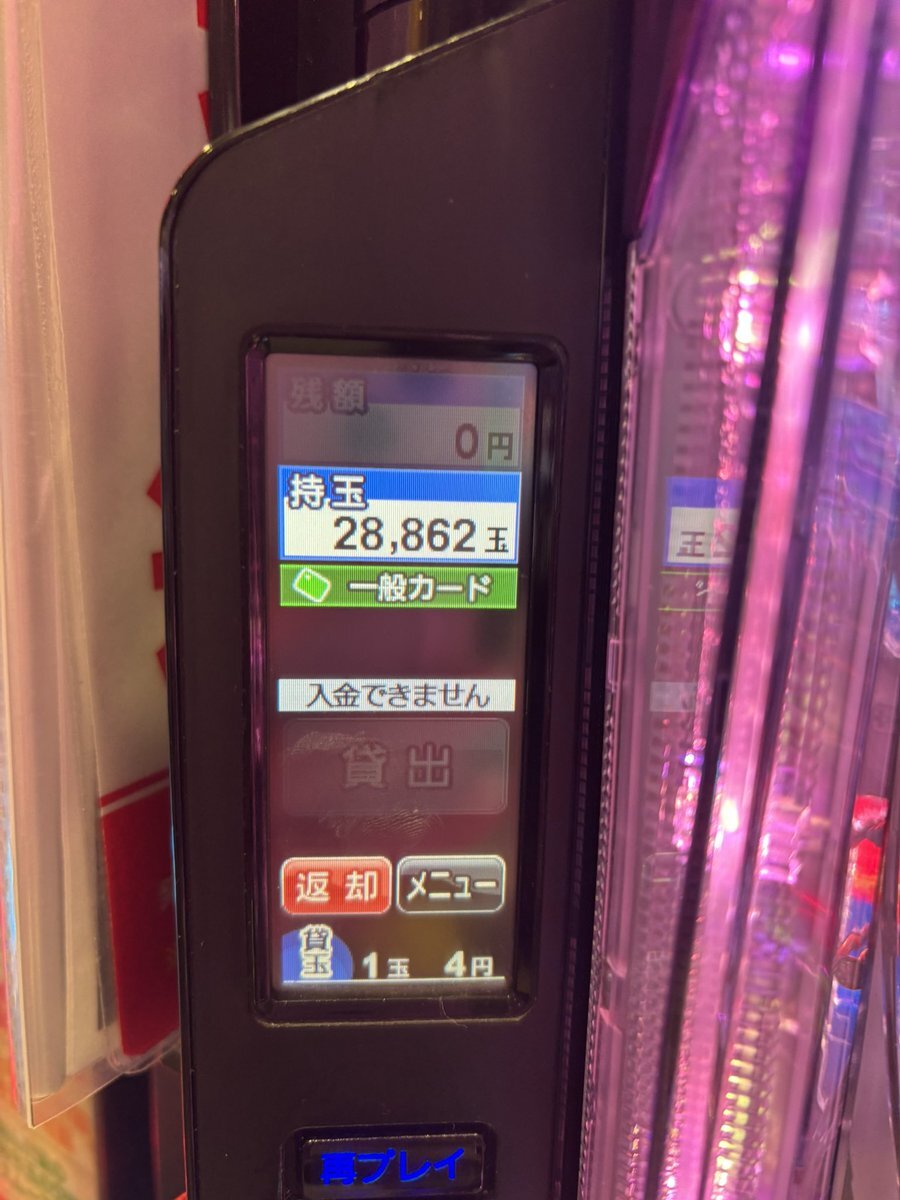 残額
0円
持玉
28,862玉
一般カード
入金できません
貸出
返却
メニュー
貸玉 1玉 4円
再プレイ